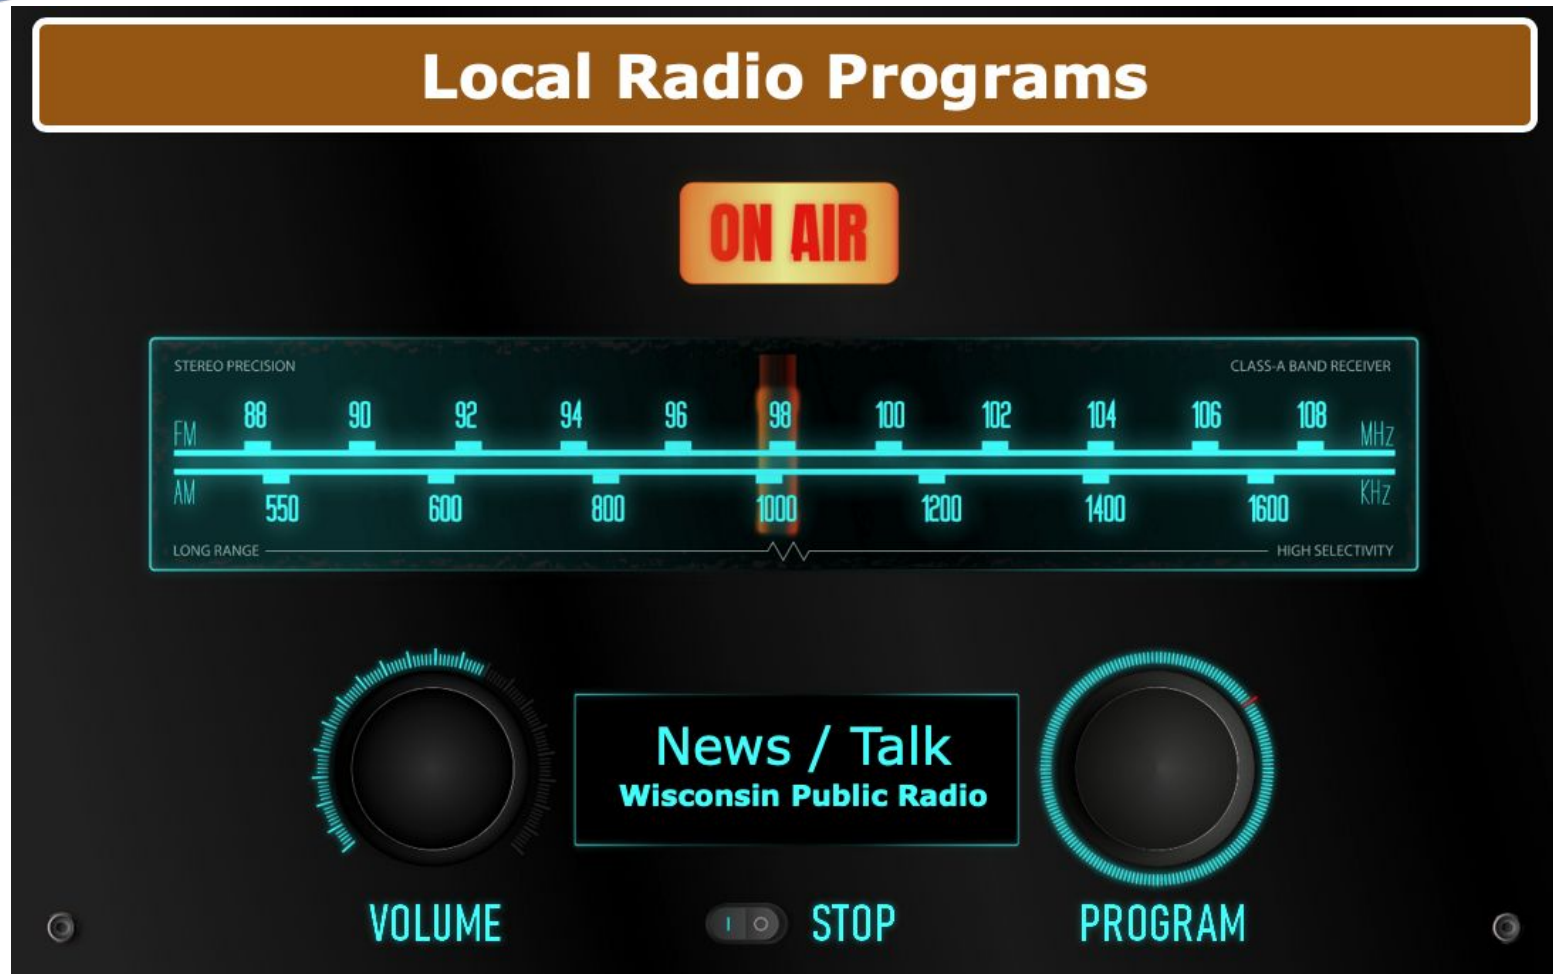 Local Radio Programs
ON AIR
STEREO PRECISION CLASS-A BAND RECEIVER
88 90 92 94 96 98 100 102 104 106 108
FM MHz
AM KHz
550 600 800 1000 1200 1400 1600
LONG RANGE HIGH SELECTIVITY
News / Talk
Wisconsin Public Radio
VOLUME I O STOP PROGRAM